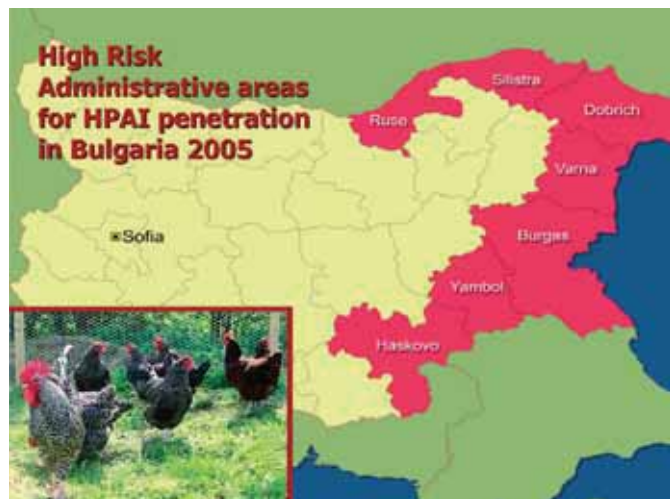 High Risk
Administrative areas
for HPAI penetration
in Bulgaria 2005
Silistra
Dobrich
Ruse
Varna
Sofia
Burgas
Yambol
Haskovo